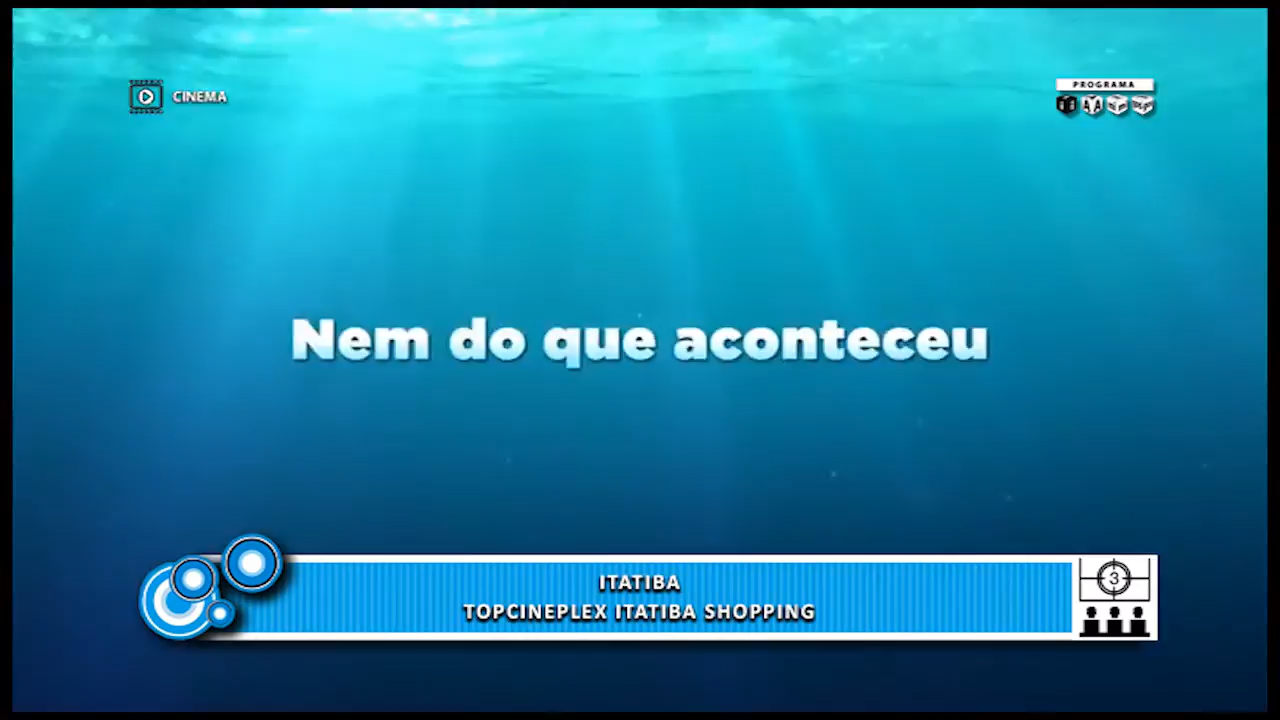 CINEMA
PROGRAMA
Nem do que aconteceu
ITATIBA
TOPCINEPLEX ITATIBA SHOPPING
3